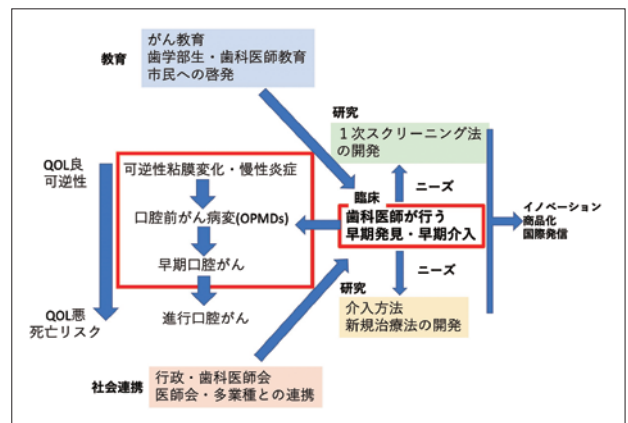 教育
がん教育
歯学部生・歯科医師教育
市民への啓発
研究
1次スクリーニング法
の開発
ニーズ
QOL良
可逆性
可逆性粘膜変化・慢性炎症
口腔前がん病変(OPMDs)
早期口腔がん
進行口腔がん
QOL悪
死亡リスク
臨床
歯科医師が行う
早期発見・早期介入
イノベーション
商品化
国際発信
ニーズ
研究
介入方法
新規治療法の開発
社会連携
行政・歯科医師会
医師会・多業種との連携